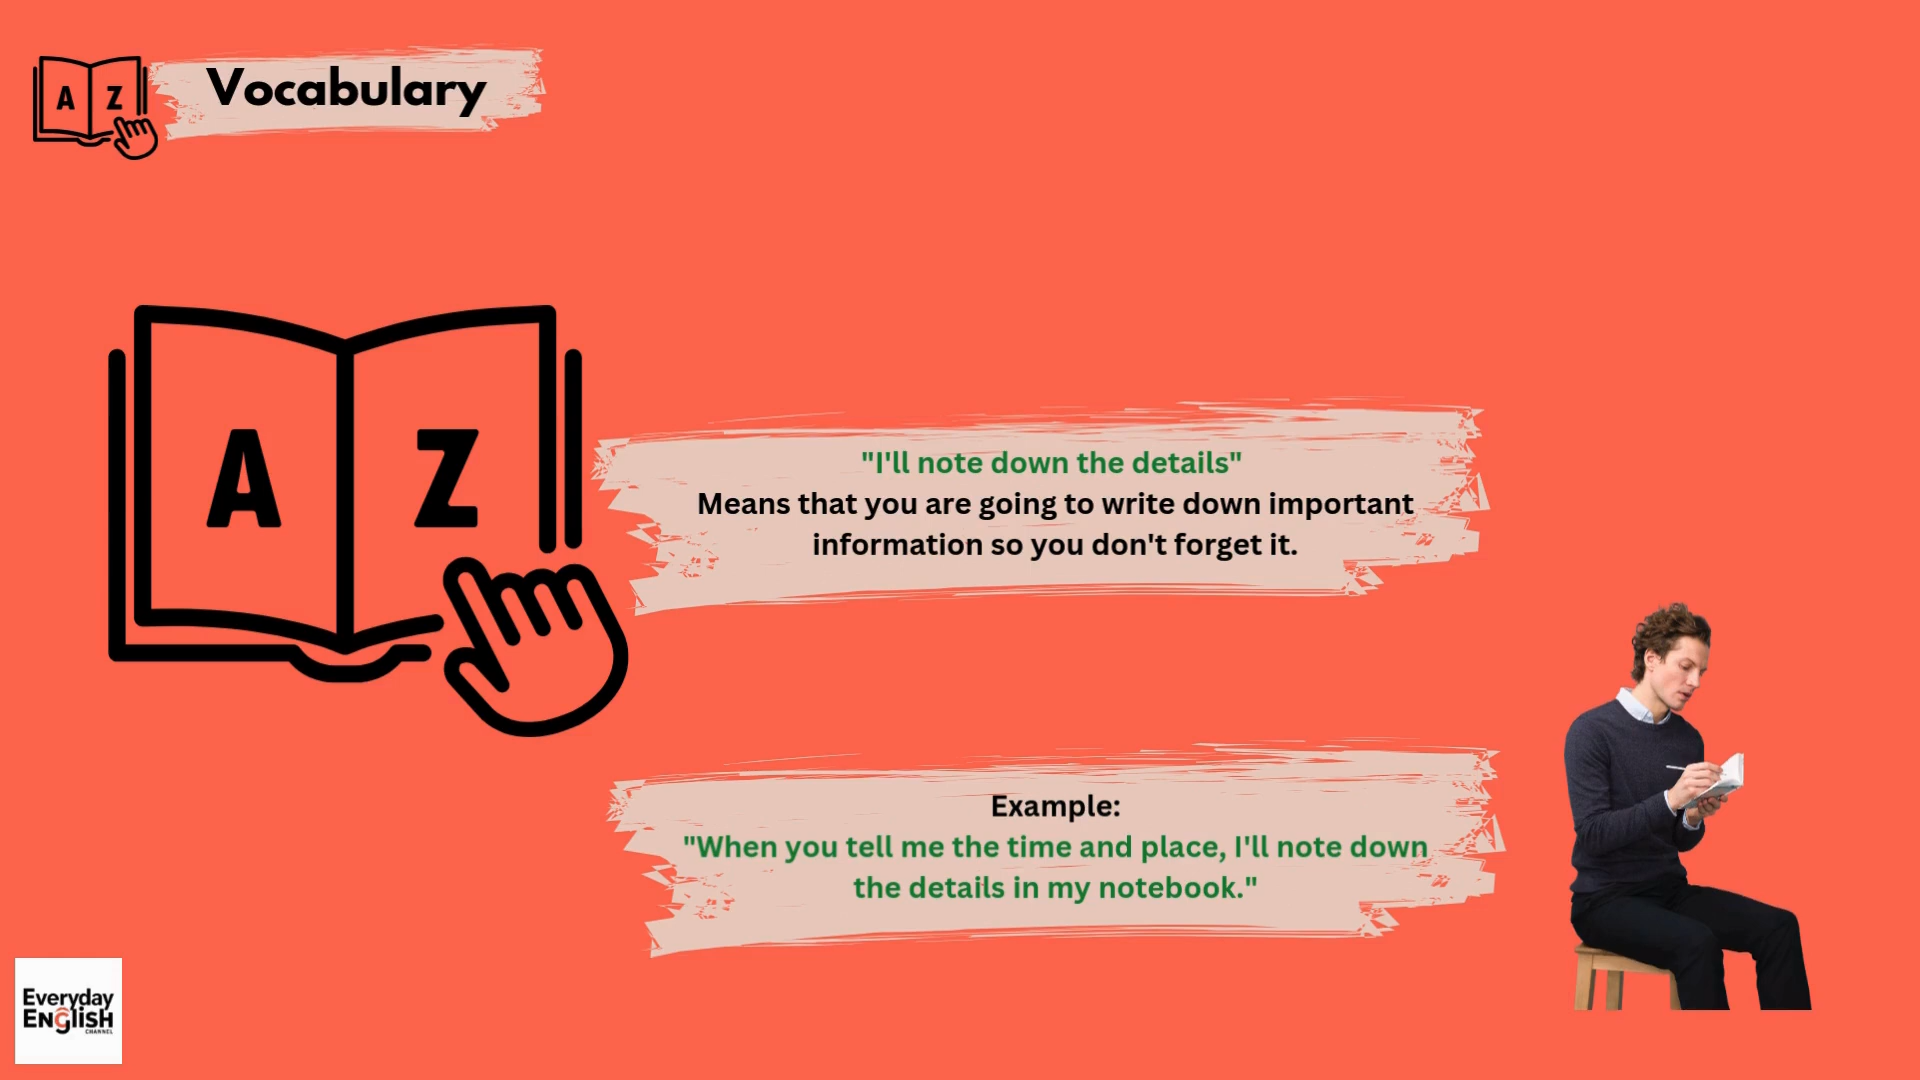 A Z
Vocabulary
A Z
"I'll note down the details"
Means that you are going to write down important
information so you don't forget it.
Example:
"When you tell me the time and place, I'll note down
the details in my notebook."
Everyday
English
CHANNEL